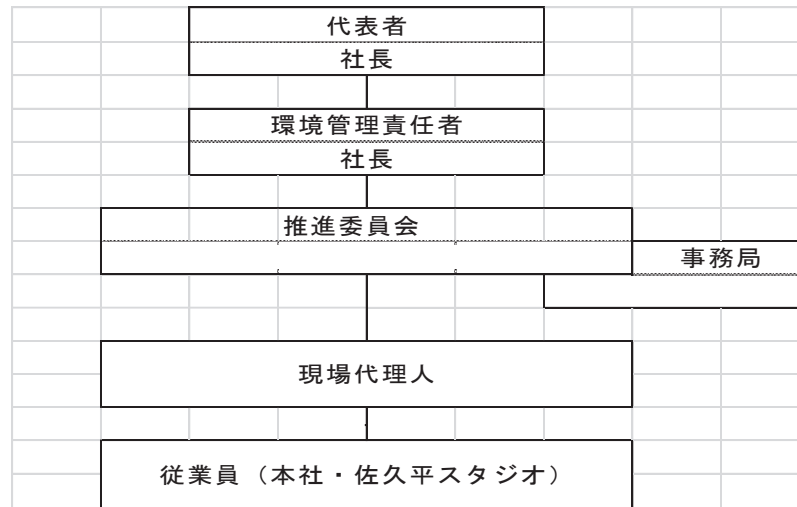 代表者
社長
環境管理責任者
社長
推進委員会
事務局
現場代理人
従業員（本社・佐久平スタジオ）